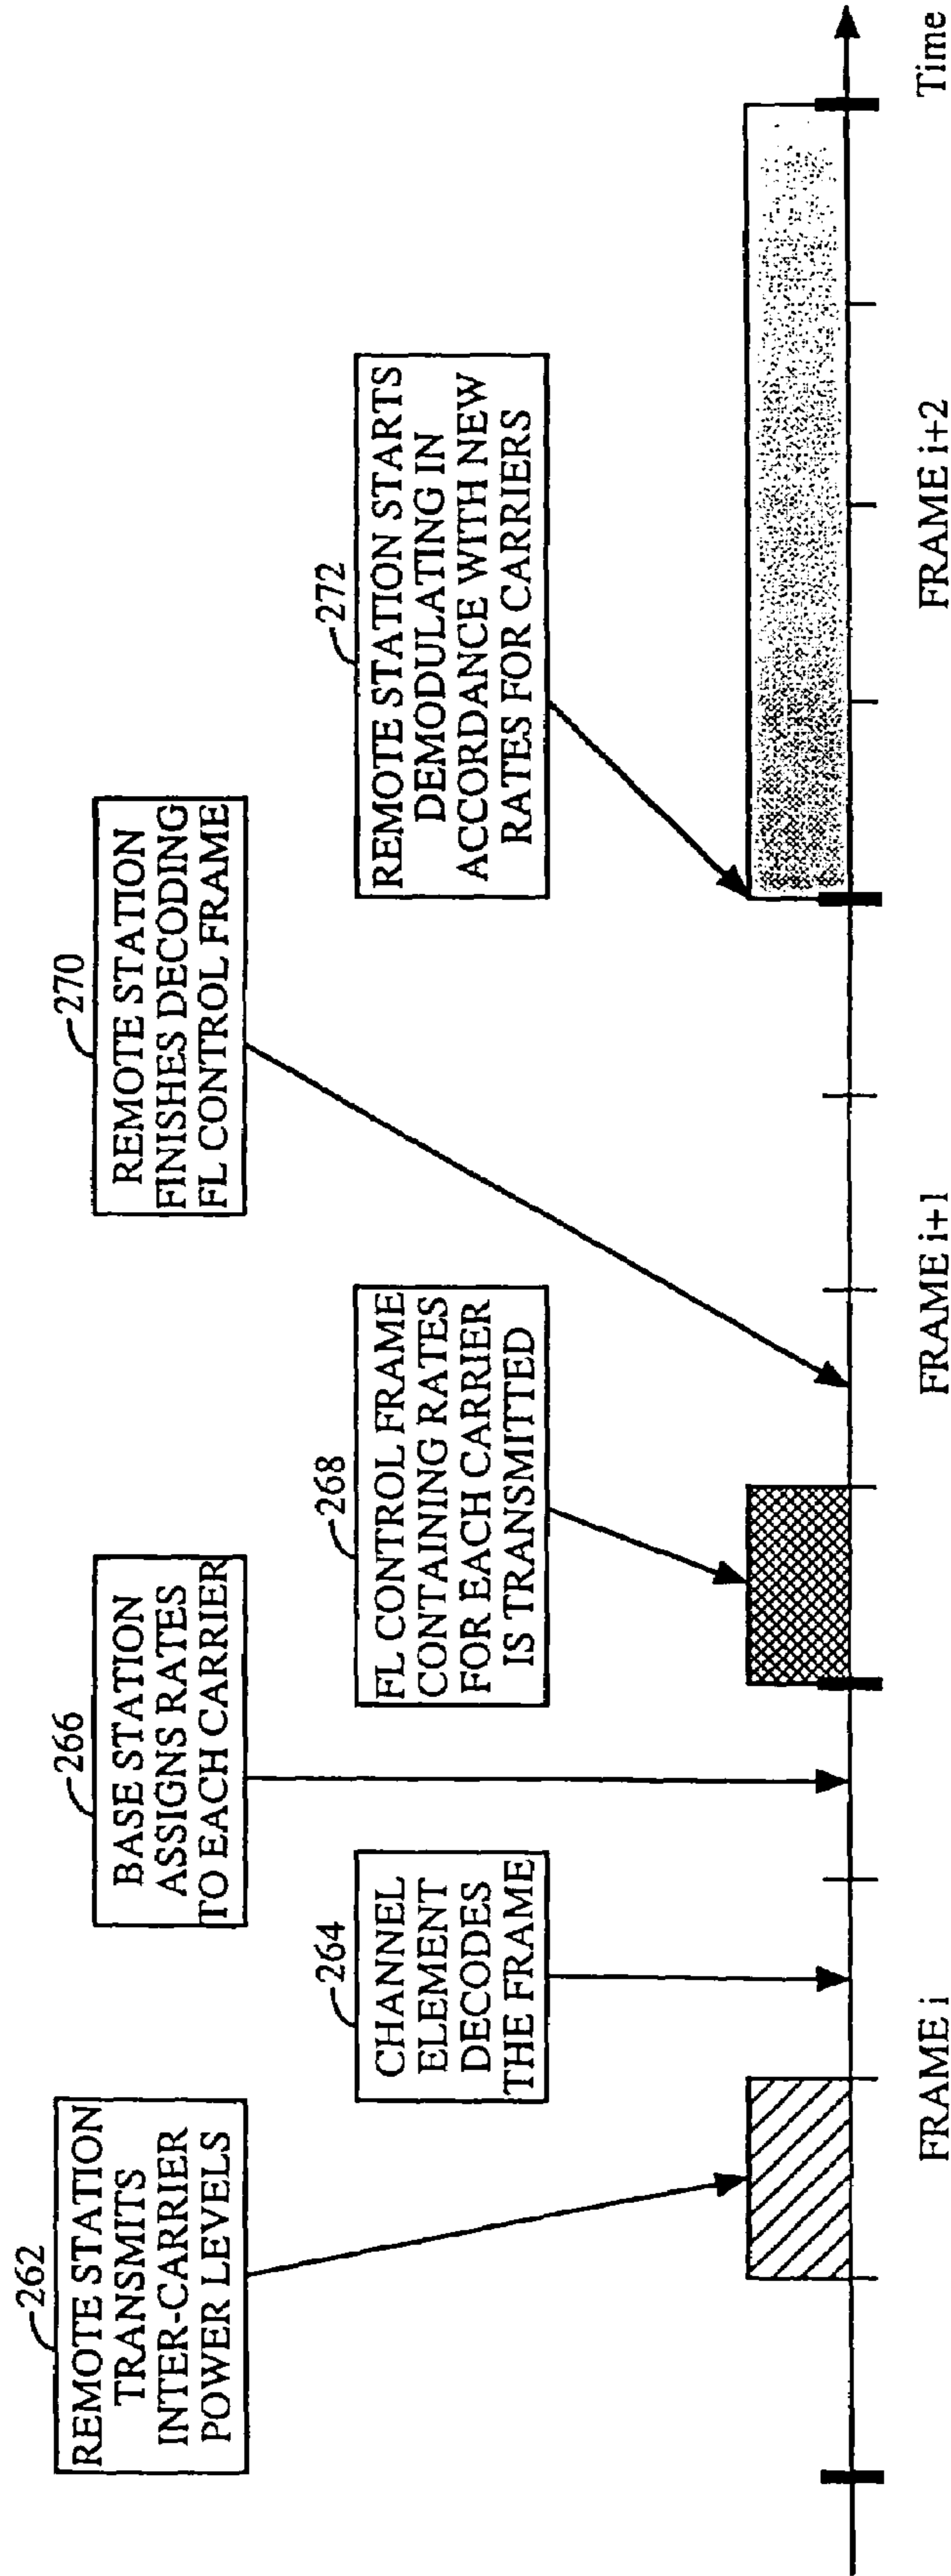 262
REMOTE STATION
TRANSMITS
INTER-CARRIER
POWER LEVELS
264
CHANNEL
ELEMENT
DECODES
THE FRAME
266
BASE STATION
ASSIGNS RATES
TO EACH CARRIER
268
FL CONTROL FRAME
CONTAINING RATES
FOR EACH CARRIER
IS TRANSMITTED
270
REMOTE STATION
FINISHES DECODING
FL CONTROL FRAME
272
REMOTE STATION STARTS
DEMODULATING IN
ACCORDANCE WITH NEW
RATES FOR CARRIERS
FRAME i
FRAME i+1
FRAME i+2
Time